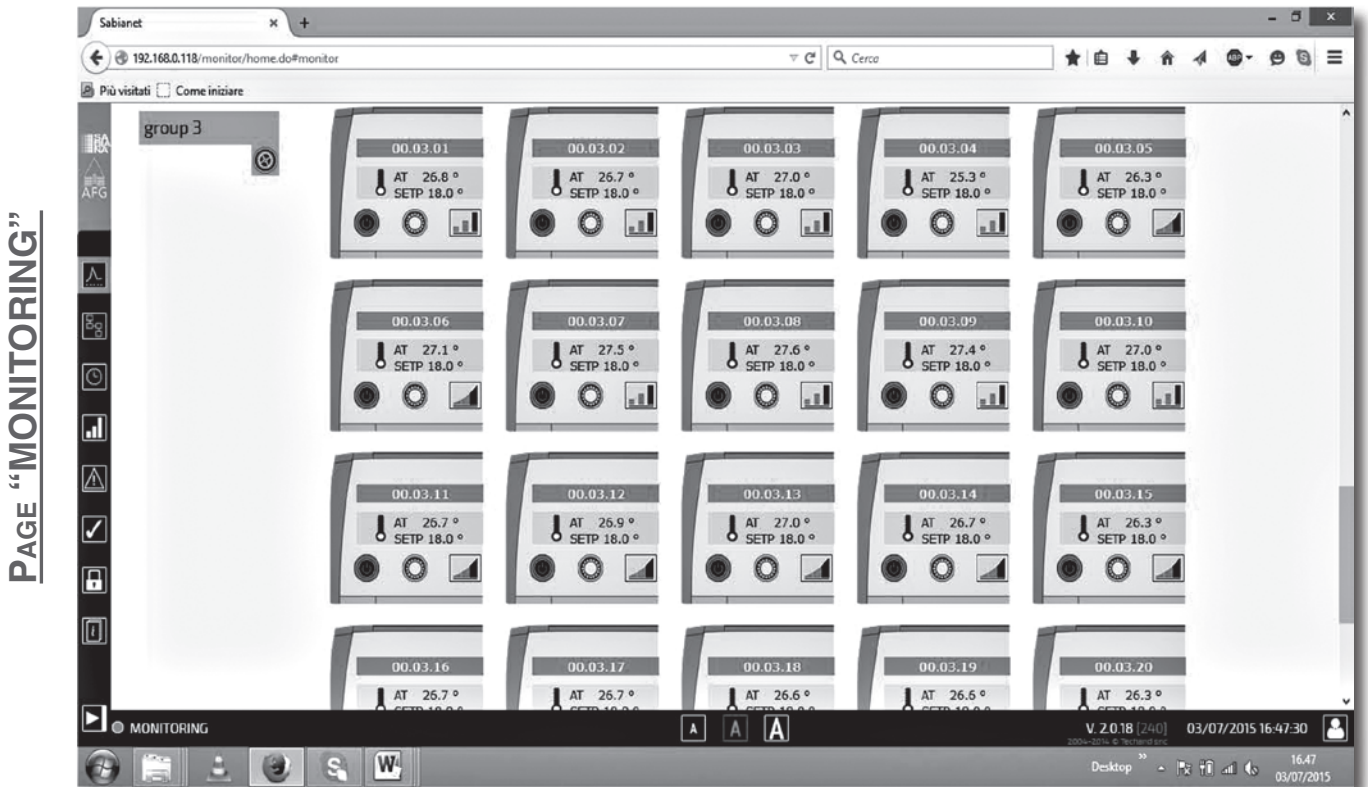 PAGE “MONITORING”
Sabianet
192.168.0.118/monitor/home.do#monitor
Cerca
ABP
Più visitati
Come iniziare
AFG
group 3
00.03.01
AT 26.8 °
SETP 18.0 °
00.03.02
AT 26.7 °
SETP 18.0 °
00.03.03
AT 27.0 °
SETP 18.0 °
00.03.04
AT 25.3 °
SETP 18.0 °
00.03.05
AT 26.3 °
SETP 18.0 °
00.03.06
AT 27.1 °
SETP 18.0 °
00.03.07
AT 27.5 °
SETP 18.0 °
00.03.08
AT 27.6 °
SETP 18.0 °
00.03.09
AT 27.4 °
SETP 18.0 °
00.03.10
AT 27.0 °
SETP 18.0 °
00.03.11
AT 26.7 °
SETP 18.0 °
00.03.12
AT 26.9 °
SETP 18.0 °
00.03.13
AT 27.0 °
SETP 18.0 °
00.03.14
AT 26.7 °
SETP 18.0 °
00.03.15
AT 26.3 °
SETP 18.0 °
00.03.16
AT 26.7 °
00.03.17
AT 26.7 °
00.03.18
AT 26.6 °
00.03.19
AT 26.6 °
00.03.20
AT 26.3 °
MONITORING
A A A
V. 2.0.18 [240]
2004-2014 © Techand snc
03/07/2015 16:47:30
Desktop
16.47
03/07/2015